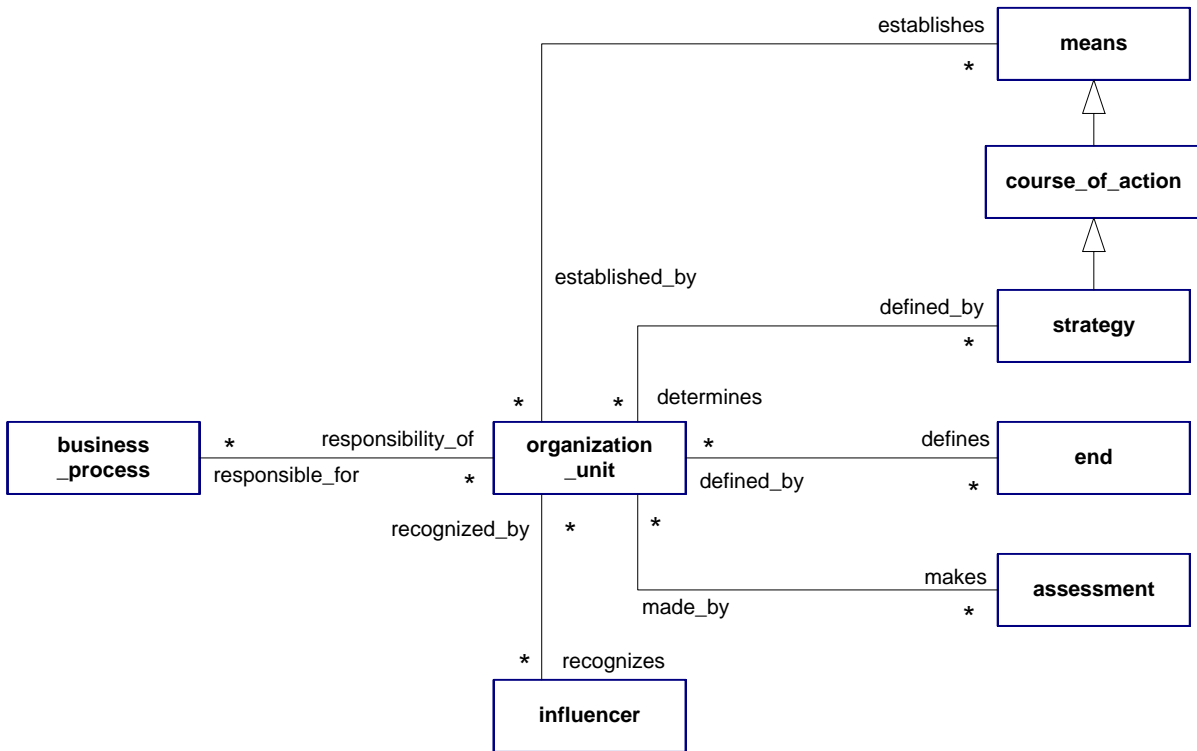 establishes
means
*
course_of_action
established_by
defined_by
strategy
*
determines
*
*
business
_process
*
responsibility_of
responsible_for
*
organization
_unit
*
defines
defined_by
*
end
recognized_by
*
*
makes
made_by
*
assessment
*
recognizes
influencer